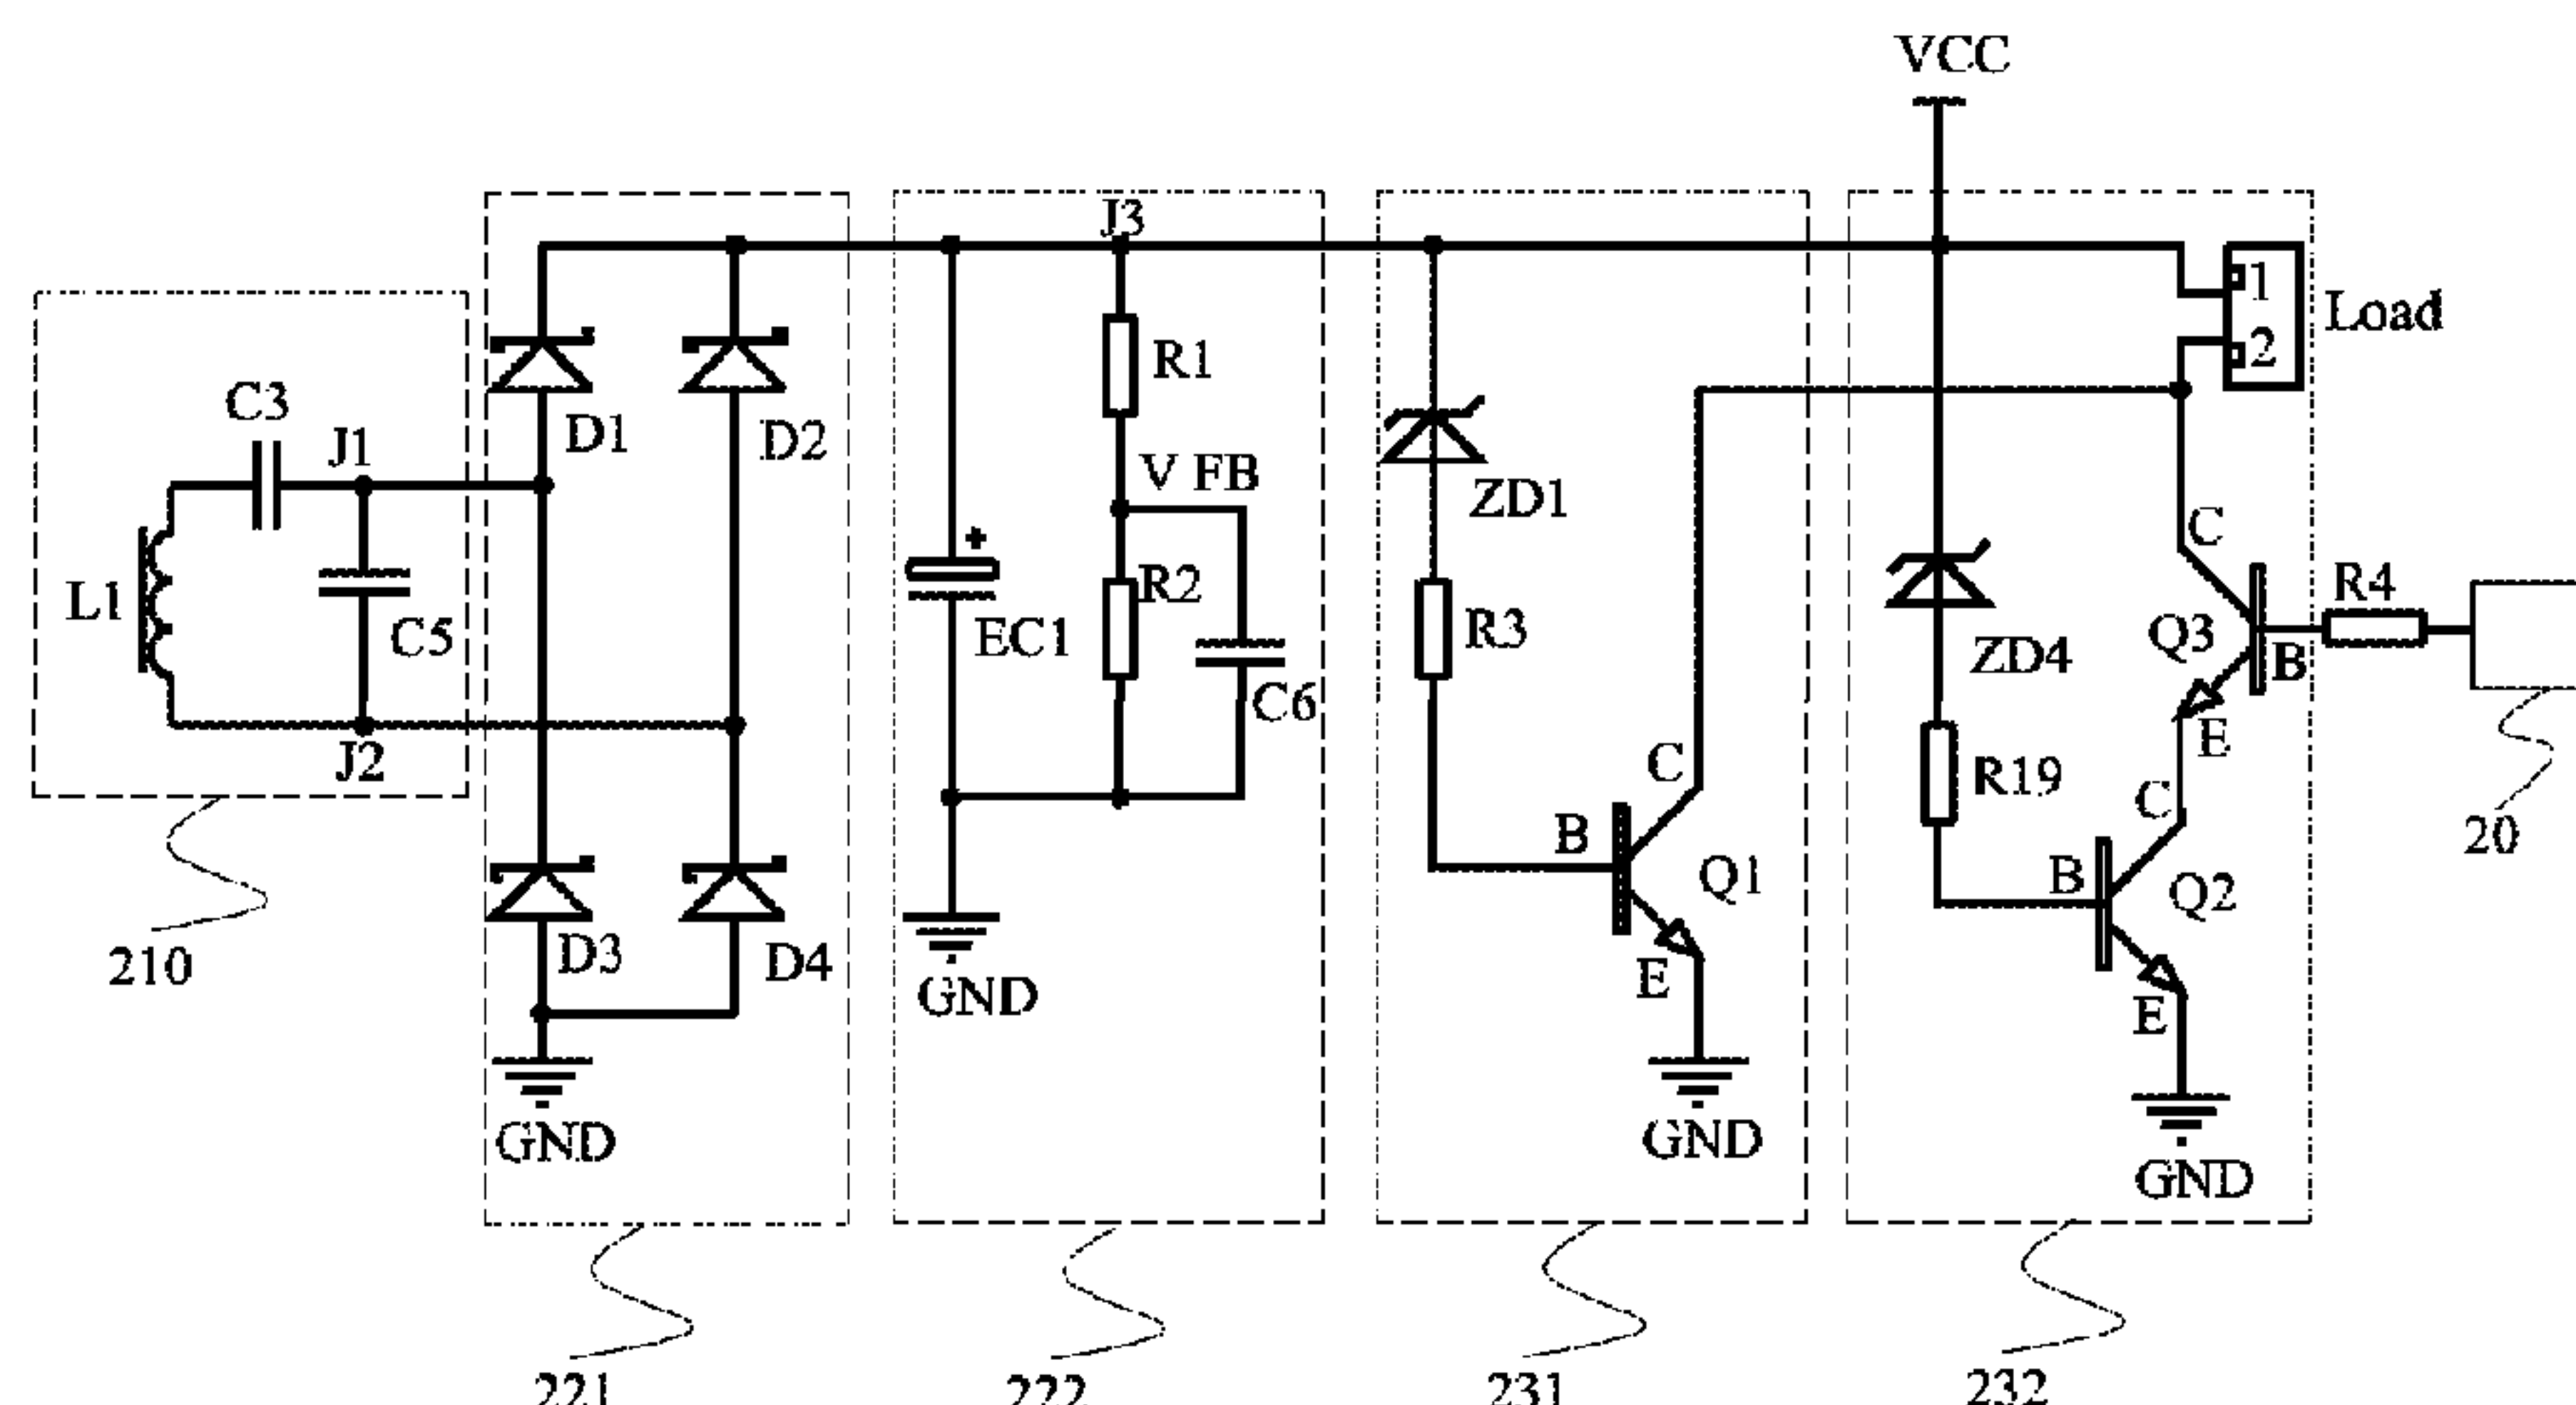 VCC
J3
1
Load
2
C3
J1
D1
D2
R1
V FB
ZD1
C
L1
C5
EC1
R2
R3
Q3
R4
B
ZD4
C6
E
J2
C
R19
C
20
B
Q1
B
Q2
210
D3
D4
GND
E
E
GND
GND
GND
221
222
231
232